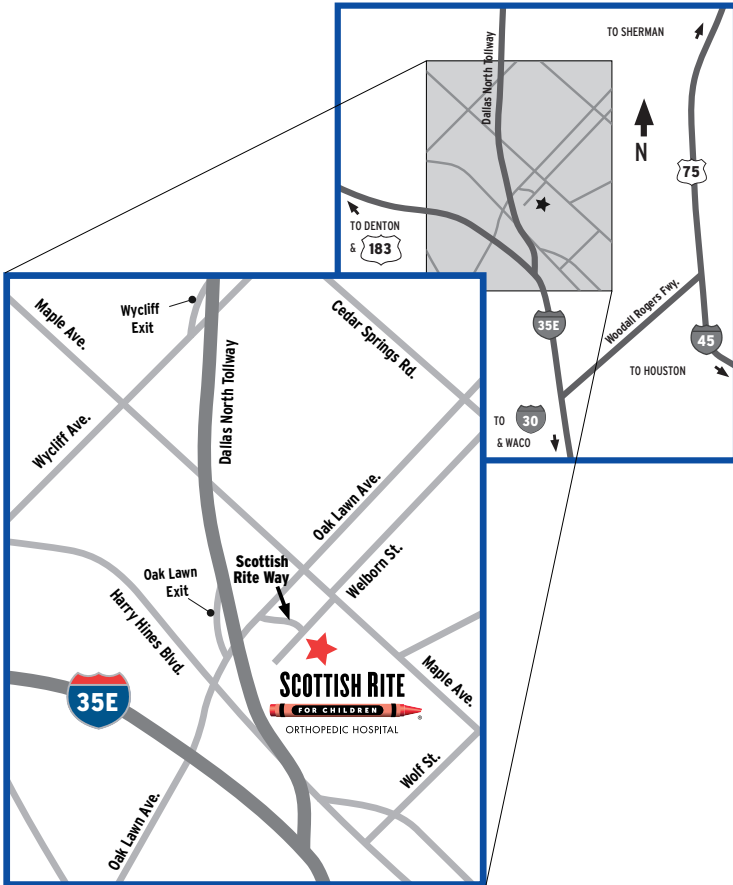 TO SHERMAN
Dallas North Tollway
N
75
TO DENTON
& 183
35E
Woodall Rogers Fwy.
45
TO HOUSTON
TO 30
& WACO
Maple Ave.
Wycliff
Exit
Cedar Springs Rd.
Dallas North Tollway
Wycliff Ave.
Oak Lawn Ave.
Scottish
Rite Way
Welborn St.
Oak Lawn
Exit
Harry Hines Blvd.
35E
SCOTTISH RITE
FOR CHILDREN
®
ORTHOPEDIC HOSPITAL
Maple Ave.
Wolf St.
Oak Lawn Ave.